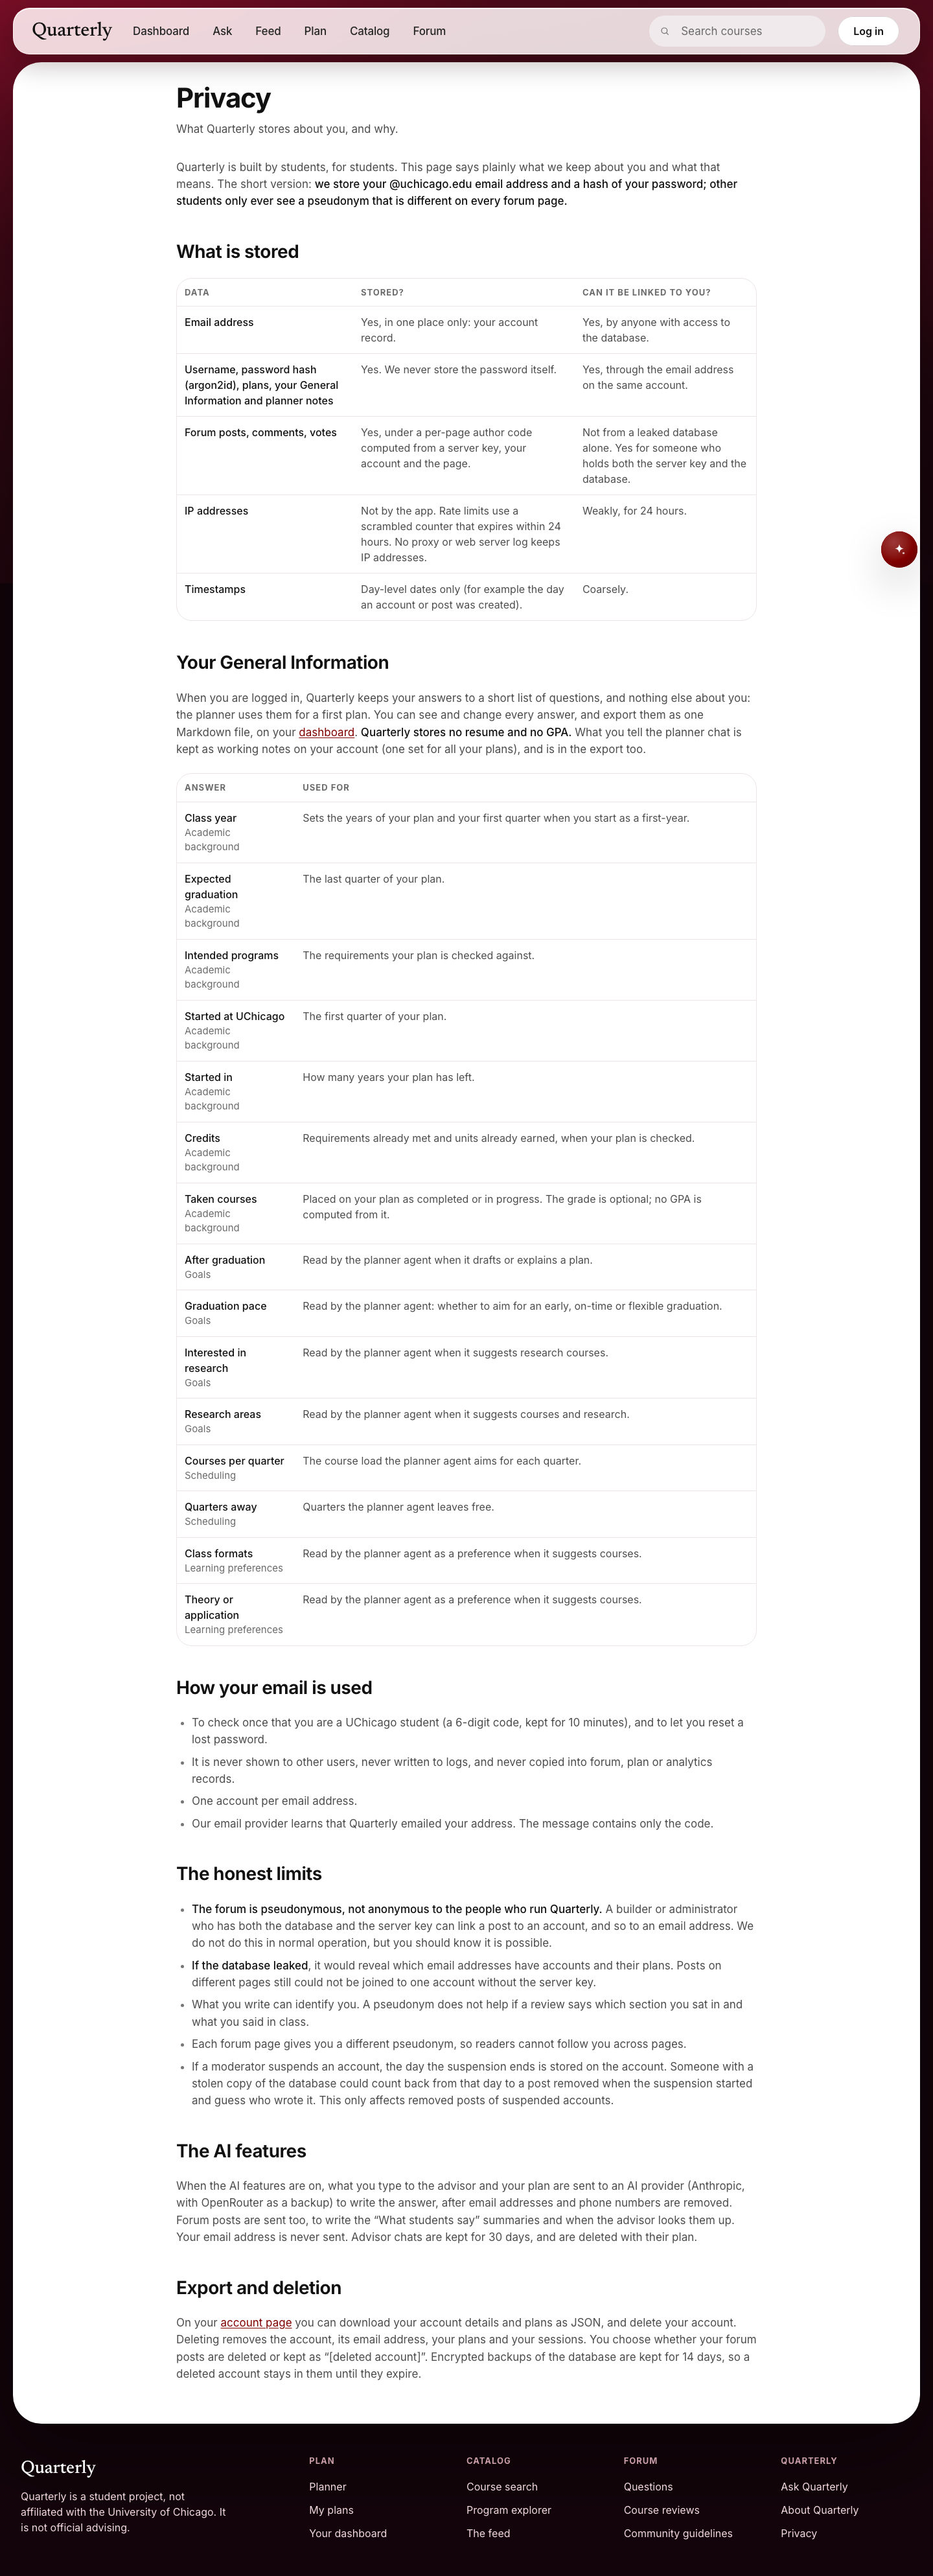 Quarterly Dashboard Ask Feed Plan Catalog Forum Search courses Log in
Privacy
What Quarterly stores about you, and why.
Quarterly is built by students, for students. This page says plainly what we keep about you and what that
means. The short version: we store your @uchicago.edu email address and a hash of your password; other
students only ever see a pseudonym that is different on every forum page.
What is stored
DATA STORED? CAN IT BE LINKED TO YOU?
Email address
Yes, in one place only: your account
record.
Yes, by anyone with access to
the database.
Username, password hash
(argon2id), plans, your General
Information and planner notes
Yes. We never store the password itself.
Yes, through the email address
on the same account.
Forum posts, comments, votes
Yes, under a per-page author code
computed from a server key, your
account and the page.
Not from a leaked database
alone. Yes for someone who
holds both the server key and the
database.
IP addresses
Not by the app. Rate limits use a
scrambled counter that expires within 24
hours. No proxy or web server log keeps
IP addresses.
Weakly, for 24 hours.
Timestamps
Day-level dates only (for example the day
an account or post was created).
Coarsely.
Your General Information
When you are logged in, Quarterly keeps your answers to a short list of questions, and nothing else about you:
the planner uses them for a first plan. You can see and change every answer, and export them as one
Markdown file, on your dashboard. Quarterly stores no resume and no GPA. What you tell the planner chat is
kept as working notes on your account (one set for all your plans), and is in the export too.
ANSWER USED FOR
Class year
Academic
background
Sets the years of your plan and your first quarter when you start as a first-year.
Expected
graduation
Academic
background
The last quarter of your plan.
Intended programs
Academic
background
The requirements your plan is checked against.
Started at UChicago
Academic
background
The first quarter of your plan.
Started in
Academic
background
How many years your plan has left.
Credits
Academic
background
Requirements already met and units already earned, when your plan is checked.
Taken courses
Academic
background
Placed on your plan as completed or in progress. The grade is optional; no GPA is
computed from it.
After graduation
Goals
Read by the planner agent when it drafts or explains a plan.
Graduation pace
Goals
Read by the planner agent: whether to aim for an early, on-time or flexible graduation.
Interested in
research
Goals
Read by the planner agent when it suggests research courses.
Research areas
Goals
Read by the planner agent when it suggests courses and research.
Courses per quarter
Scheduling
The course load the planner agent aims for each quarter.
Quarters away
Scheduling
Quarters the planner agent leaves free.
Class formats
Learning preferences
Read by the planner agent as a preference when it suggests courses.
Theory or
application
Learning preferences
Read by the planner agent as a preference when it suggests courses.
How your email is used
• To check once that you are a UChicago student (a 6-digit code, kept for 10 minutes), and to let you reset a
lost password.
• It is never shown to other users, never written to logs, and never copied into forum, plan or analytics
records.
• One account per email address.
• Our email provider learns that Quarterly emailed your address. The message contains only the code.
The honest limits
• The forum is pseudonymous, not anonymous to the people who run Quarterly. A builder or administrator
who has both the database and the server key can link a post to an account, and so to an email address. We
do not do this in normal operation, but you should know it is possible.
• If the database leaked, it would reveal which email addresses have accounts and their plans. Posts on
different pages still could not be joined to one account without the server key.
• What you write can identify you. A pseudonym does not help if a review says which section you sat in and
what you said in class.
• Each forum page gives you a different pseudonym, so readers cannot follow you across pages.
• If a moderator suspends an account, the day the suspension ends is stored on the account. Someone with a
stolen copy of the database could count back from that day to a post removed when the suspension started
and guess who wrote it. This only affects removed posts of suspended accounts.
The AI features
When the AI features are on, what you type to the advisor and your plan are sent to an AI provider (Anthropic,
with OpenRouter as a backup) to write the answer, after email addresses and phone numbers are removed.
Forum posts are sent too, to write the “What students say” summaries and when the advisor looks them up.
Your email address is never sent. Advisor chats are kept for 30 days, and are deleted with their plan.
Export and deletion
On your account page you can download your account details and plans as JSON, and delete your account.
Deleting removes the account, its email address, your plans and your sessions. You choose whether your forum
posts are deleted or kept as “[deleted account]”. Encrypted backups of the database are kept for 14 days, so a
deleted account stays in them until they expire.
Quarterly
Quarterly is a student project, not
affiliated with the University of Chicago. It
is not official advising.
PLAN
Planner
My plans
Your dashboard
CATALOG
Course search
Program explorer
The feed
FORUM
Questions
Course reviews
Community guidelines
QUARTERLY
Ask Quarterly
About Quarterly
Privacy